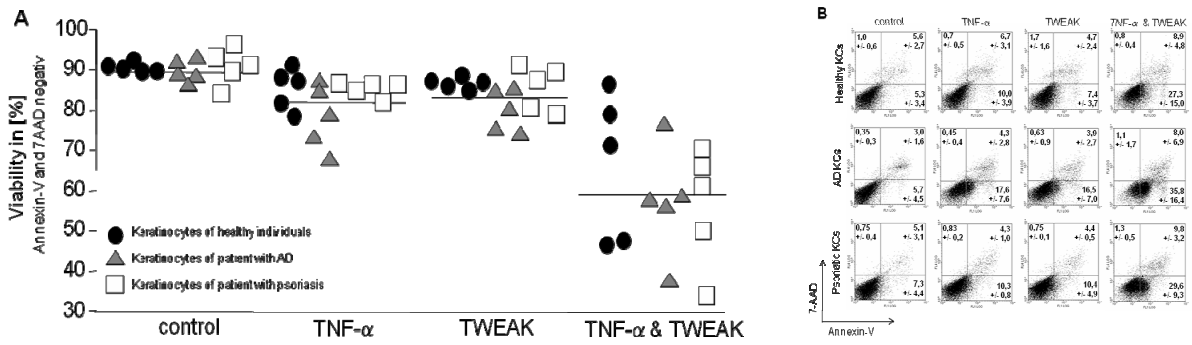 A
Viability in [%]
Annexin-V and 7AAD negativ
100
90
80
70
60
50
40
30
Keratinocytes of healthy individuals
Keratinocytes of patient with AD
Keratinocytes of patient with psoriasis
control
TNF-α
TWEAK
TNF-α & TWEAK
B
control
TNF-α
TWEAK
TNF-α & TWEAK
Healthy KCs
1,0 +/- 0,6
5,6 +/- 2,7
5,3 +/- 3,4
0,7 +/- 0,5
6,7 +/- 3,1
10,0 +/- 3,9
1,7 +/- 1,6
4,7 +/- 2,4
7,4 +/- 3,7
0,8 +/- 0,4
8,9 +/- 4,8
27,3 +/- 15,0
AD KCs
0,35 +/- 0,3
3,0 +/- 1,6
5,7 +/- 4,5
0,45 +/- 0,4
4,3 +/- 2,8
17,6 +/- 7,6
0,63 +/- 0,9
3,9 +/- 2,7
16,5 +/- 7,0
1,1 +/- 1,7
8,0 +/- 6,9
35,8 +/- 16,4
Psoriatic KCs
0,75 +/- 0,4
5,1 +/- 3,1
7,3 +/- 4,4
0,83 +/- 0,2
4,3 +/- 1,0
10,3 +/- 0,8
0,75 +/- 0,1
4,4 +/- 0,5
10,4 +/- 4,9
1,3 +/- 0,5
9,8 +/- 3,2
29,6 +/- 9,3
7-AAD
Annexin-V